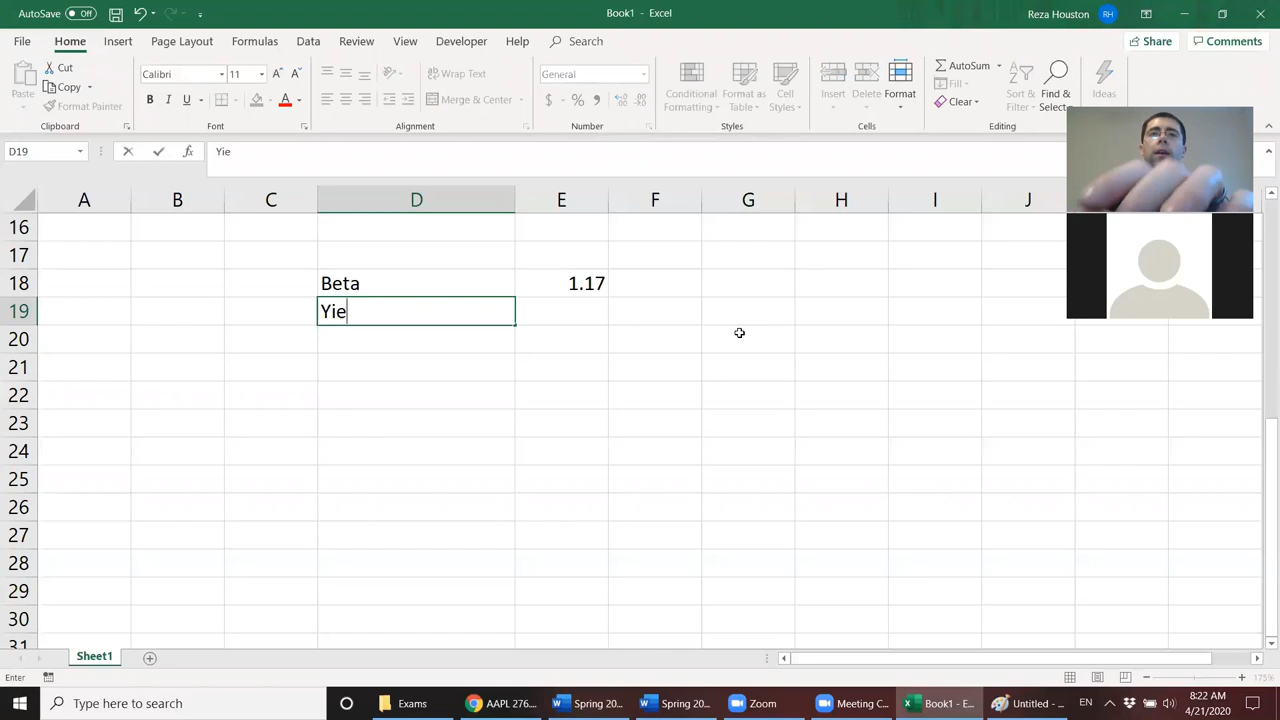 AutoSave Off
Book1 - Excel
Reza Houston RH
File Home Insert Page Layout Formulas Data Review View Developer Help Search
Share Comments
Paste
Cut
Copy
Format Painter
Clipboard
Calibri 11
B I U
Font
Wrap Text
Merge & Center
Alignment
General
$ % ,
Number
Conditional Formatting
Format as Table
Cell Styles
Styles
Insert Delete Format
Cells
AutoSum
Fill
Clear
Sort & Filter
Find & Select
Editing
Ideas
D19 fx Yie
A B C D E F G H I J
16
17
18 Beta 1.17
19 Yie
20
21
22
23
24
25
26
27
28
29
30
31
Sheet1
Enter
175%
Type here to search
Exams
AAPL 276....
Spring 20...
Spring 20...
Zoom
Meeting C...
Book1 - E...
Untitled - ...
EN
8:22 AM
4/21/2020